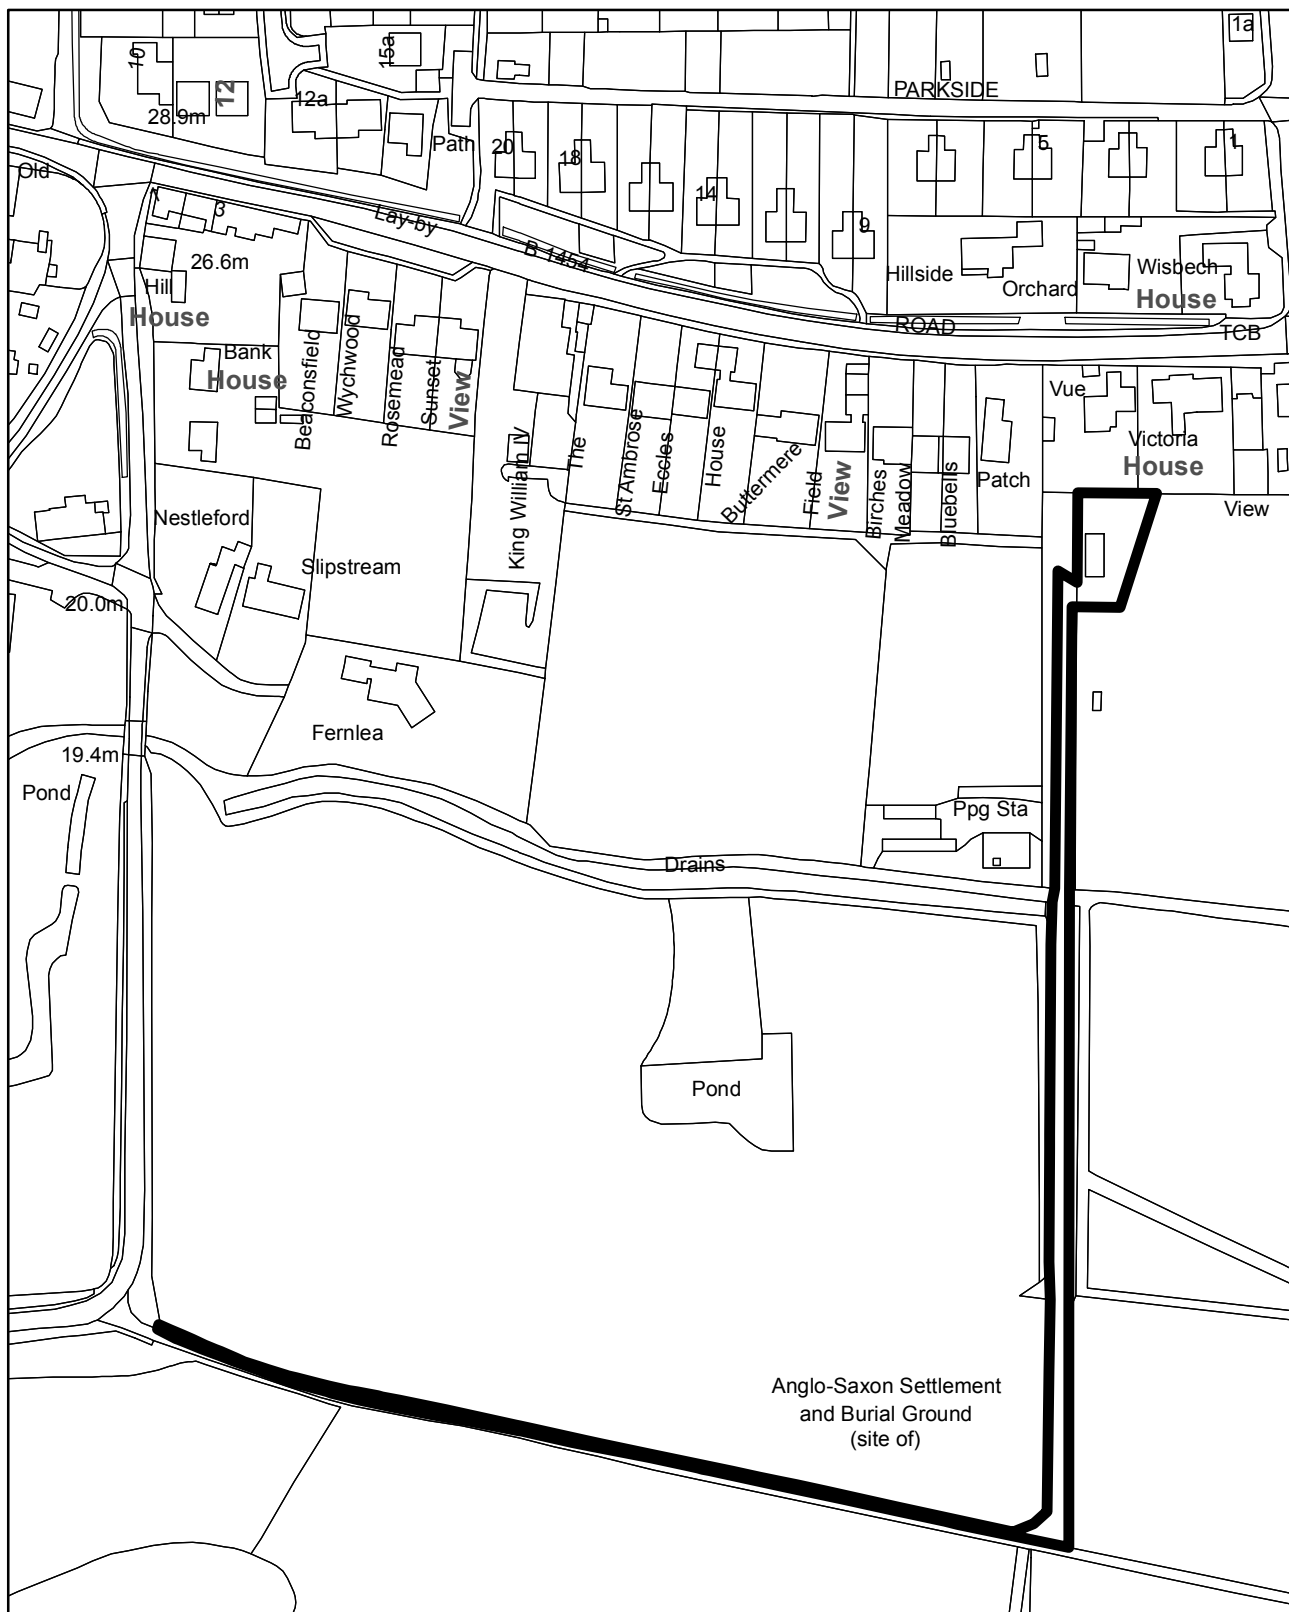 1a
10
12
15a
12a
28.9m
PARKSIDE
Path
20
18
14
9
5
1
Old
1
3
Lay-by
B 1454
26.6m
Hill
House
Hillside
Orchard
Wisbech
House
ROAD
TCB
Bank
House
Beaconsfield
Wychwood
Rosemead
Sunset
View
King William IV
The
St Ambrose
Eccles
House
Buttermere
Field
View
Birches
Meadow
Bluebells
Patch
Vue
Victoria
House
View
Nestleford
Slipstream
20.0m
Fernlea
19.4m
Pond
Ppg Sta
Drains
Pond
Anglo-Saxon Settlement
and Burial Ground
(site of)